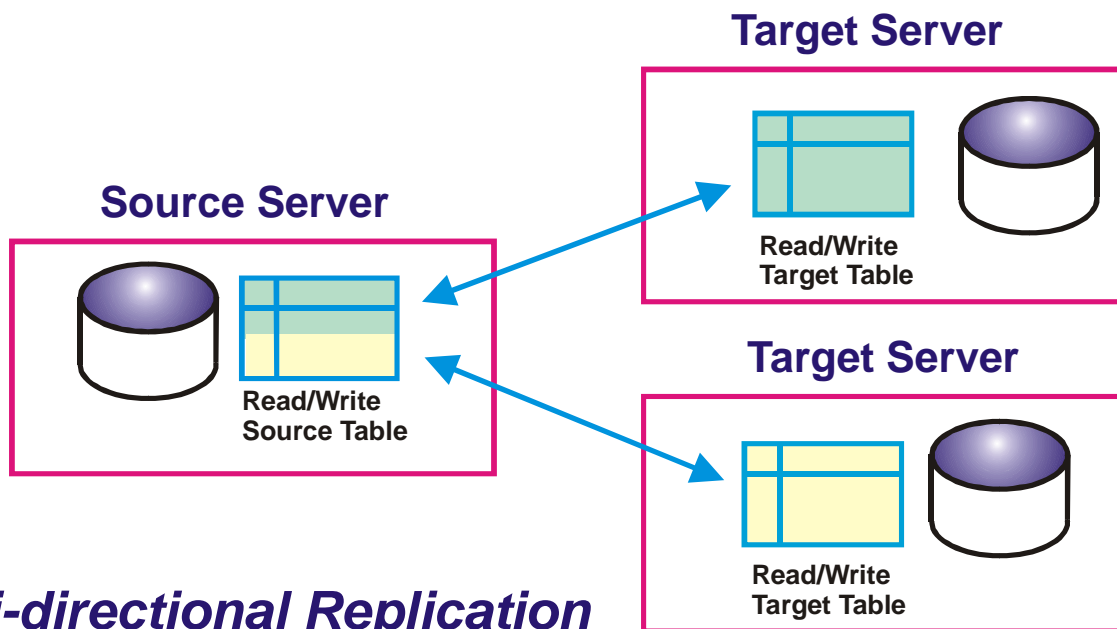 Target Server
Read/Write
Target Table
Source Server
Read/Write
Source Table
Target Server
Read/Write
Target Table
i-directional Replication